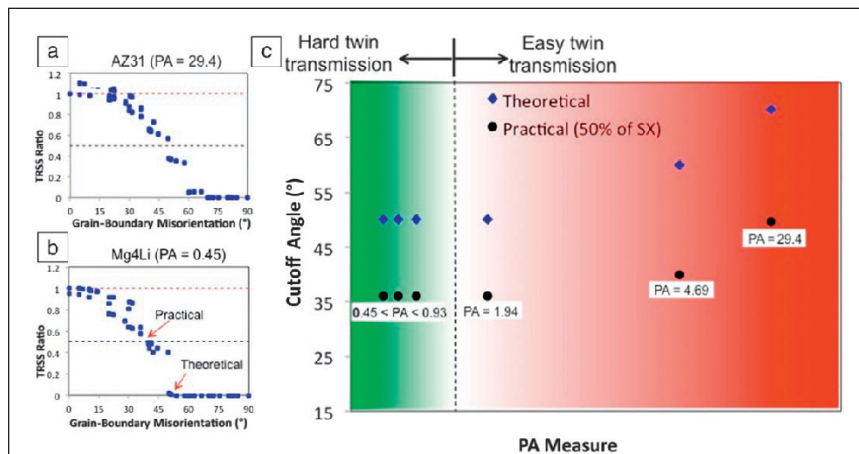 a
AZ31 (PA = 29.4)
1.2
1
0.8
0.6
0.4
0.2
0
TRSS Ratio
0 15 30 45 60 75 90
Grain-Boundary Misorientation (°)
b
Mg4Li (PA = 0.45)
1.2
1
0.8
0.6
0.4
0.2
0
TRSS Ratio
Practical
Theoretical
0 15 30 45 60 75 90
Grain-Boundary Misorientation (°)
c
Hard twin
transmission
Easy twin
transmission
75
65
55
45
35
25
15
Cutoff Angle (°)
Theoretical
Practical (50% of SX)
0.45 < PA < 0.93
PA = 1.94
PA = 4.69
PA = 29.4
PA Measure